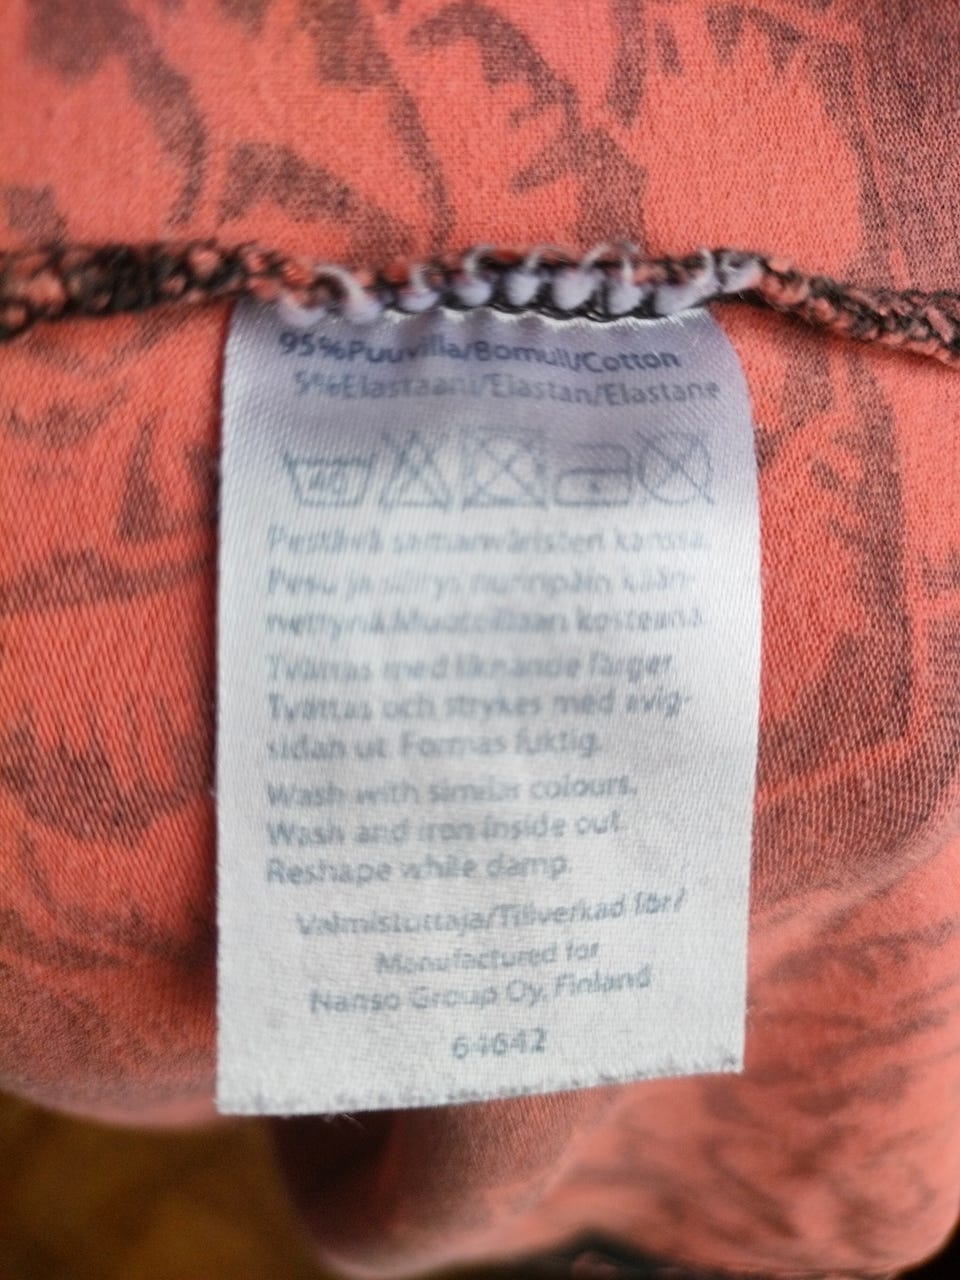 95%Puuvilla/Bomull/Cotton
5%Elastaani/Elastan/Elastane
40
Pestävä samanväristen kanssa.
Pesu ja silitys nurinpäin kään-
nettynä.Muotoillaan kosteana.
Tvättas med liknande färger.
Tvättas och strykes med avig-
sidan ut. Formas fuktig.
Wash with similar colours.
Wash and iron inside out.
Reshape while damp.
Valmistuttaja/Tillverkad för/
Manufactured for
Nanso Group Oy, Finland
64642